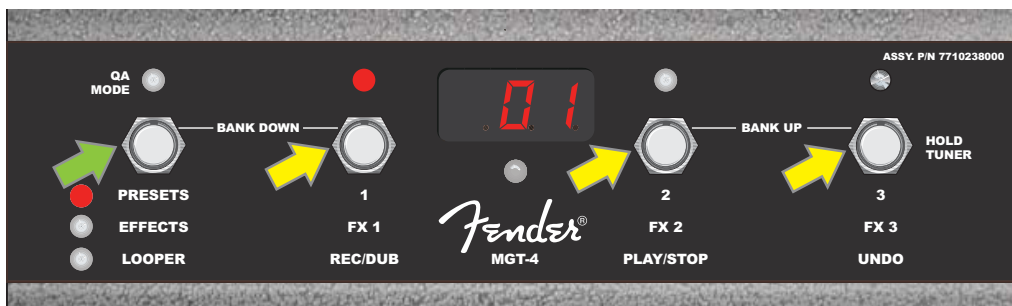 ASSY. P/N 7710238000
QA
MODE
01
BANK DOWN
BANK UP
HOLD
TUNER
PRESETS
1
2
3
EFFECTS
FX 1
Fender®
FX 2
FX 3
LOOPER
REC/DUB
MGT-4
PLAY/STOP
UNDO